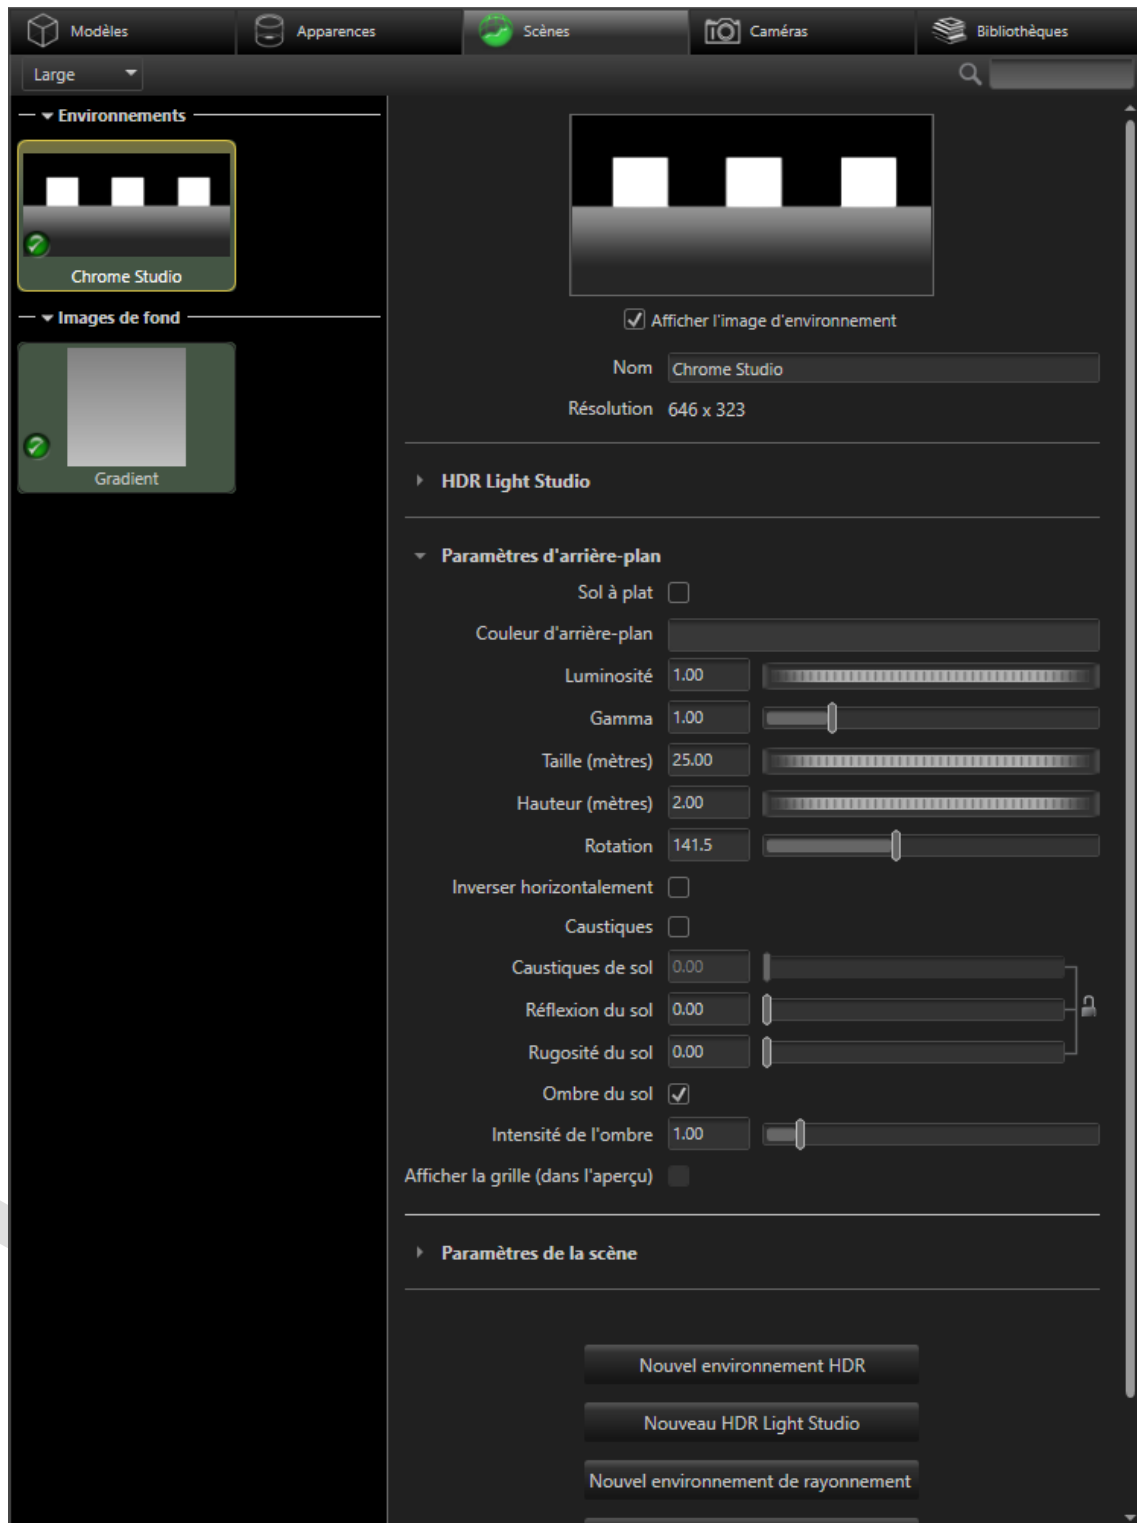 Modèles
Apparences
Scènes
Caméras
Bibliothèques
Large
Environnements
Chrome Studio
Images de fond
Gradient
Afficher l'image d'environnement
Nom Chrome Studio
Résolution 646 x 323
HDR Light Studio
Paramètres d'arrière-plan
Sol à plat
Couleur d'arrière-plan
Luminosité 1.00
Gamma 1.00
Taille (mètres) 25.00
Hauteur (mètres) 2.00
Rotation 141.5
Inverser horizontalement
Caustiques
Caustiques de sol 0.00
Réflexion du sol 0.00
Rugosité du sol 0.00
Ombre du sol
Intensité de l'ombre 1.00
Afficher la grille (dans l'aperçu)
Paramètres de la scène
Nouvel environnement HDR
Nouveau HDR Light Studio
Nouvel environnement de rayonnement